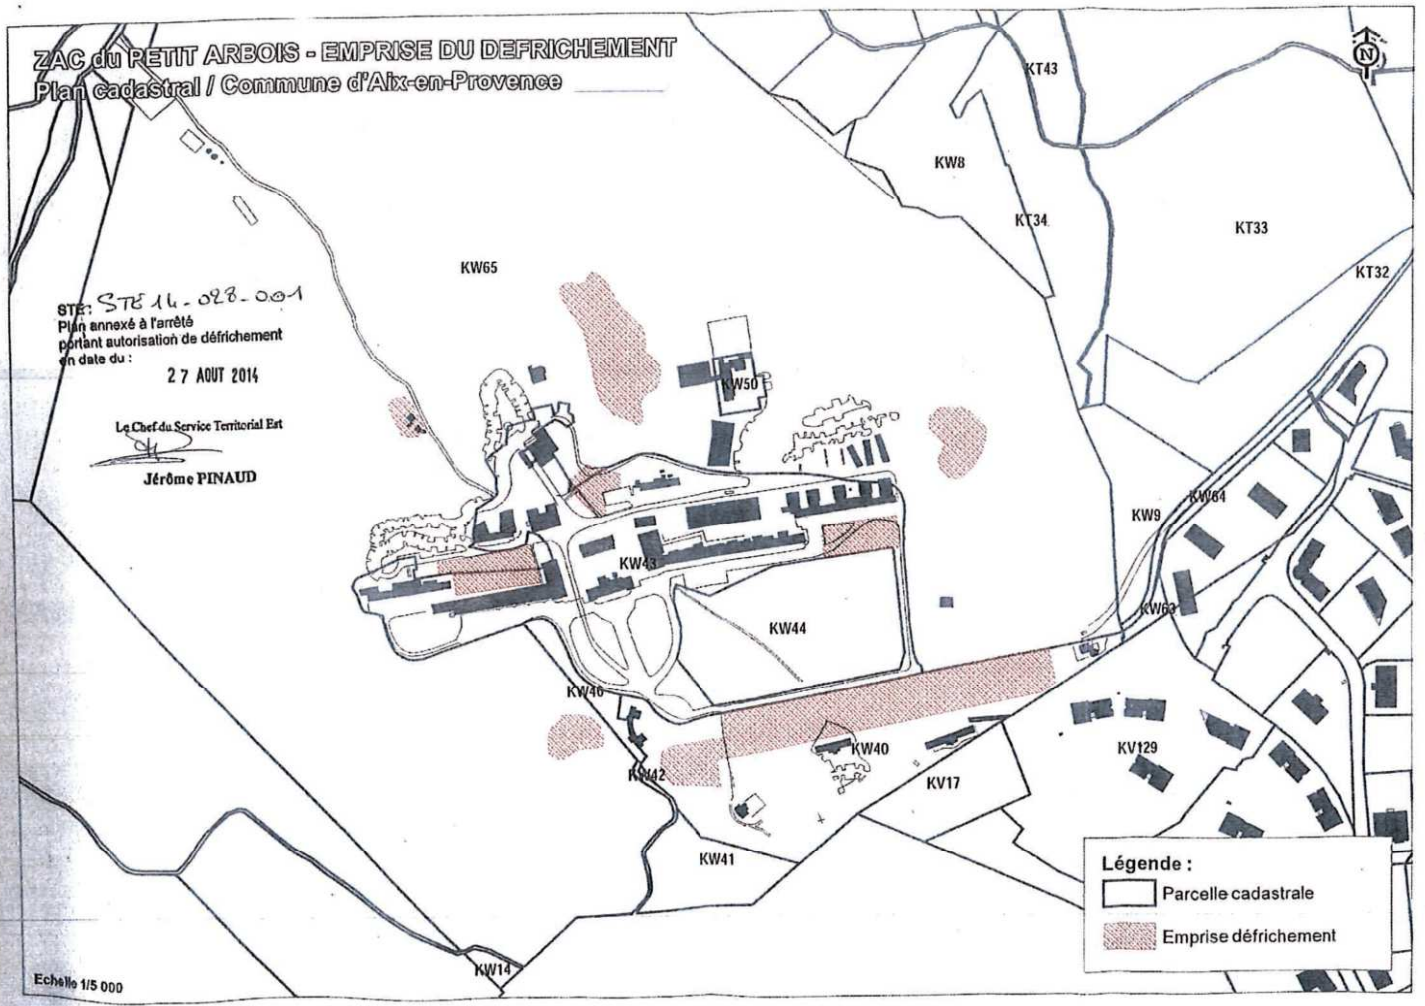 ZAC du PETIT ARBOIS - EMPRISE DU DEFRICHEMENT
Plan cadastral / Commune d'Aix-en-Provence
N
KT43
KW8
KT34
KT33
KW65
KT32
STE: STE 14-028-001
Plan annexé à l'arrêté
portant autorisation de défrichement
en date du :
27 AOUT 2014
Le Chef du Service Territorial Est
Jérôme PINAUD
KW50
KW64
KW9
KW43
KW63
KW44
KW46
KW40
KV129
KW42
KV17
KW41
Légende :
Parcelle cadastrale
Emprise défrichement
KW14
Echelle 1/5 000